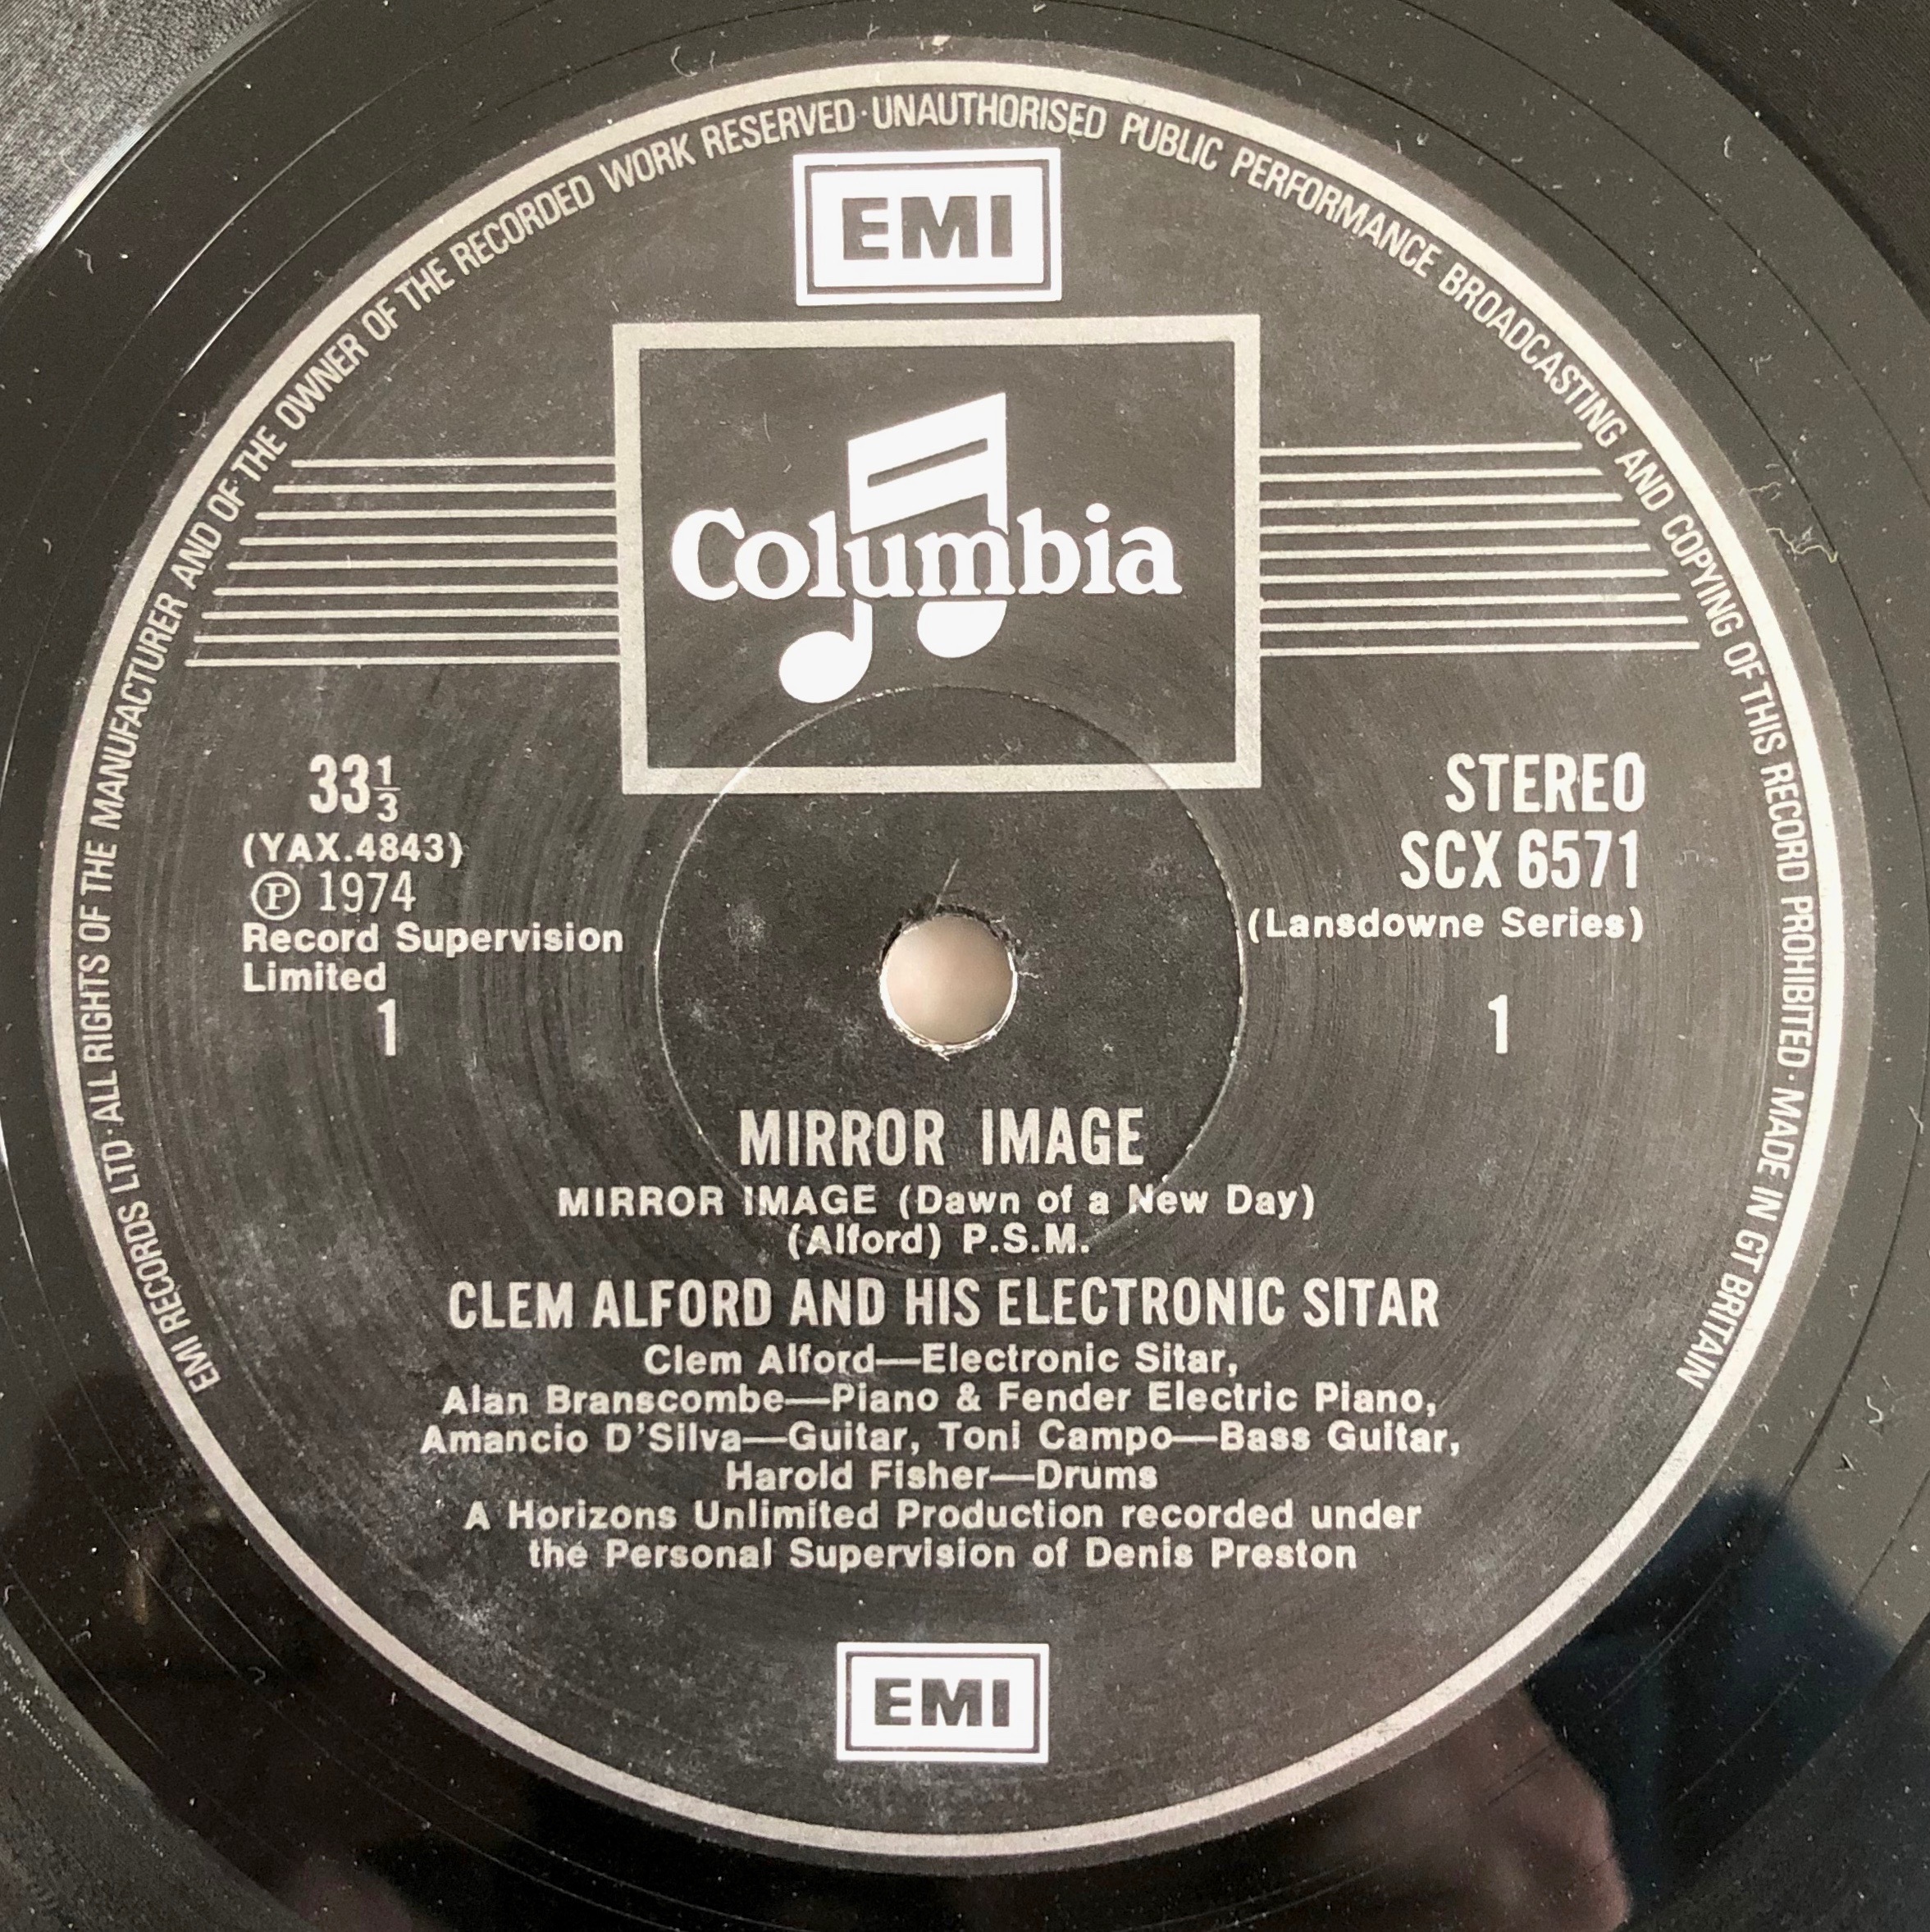 EMI RECORDS LTD · ALL RIGHTS OF THE MANUFACTURER AND OF THE OWNER OF THE RECORDED WORK RESERVED · UNAUTHORISED PUBLIC PERFORMANCE BROADCASTING AND COPYING OF THIS RECORD PROHIBITED · MADE IN GT BRITAIN
EMI
Columbia
33 1/3
(YAX.4843)
Ⓟ 1974
Record Supervision
Limited
1
STEREO
SCX 6571
(Lansdowne Series)
1
MIRROR IMAGE
MIRROR IMAGE (Dawn of a New Day)
(Alford) P.S.M.
CLEM ALFORD AND HIS ELECTRONIC SITAR
Clem Alford—Electronic Sitar,
Alan Branscombe—Piano & Fender Electric Piano,
Amancio D'Silva—Guitar, Toni Campo—Bass Guitar,
Harold Fisher—Drums
A Horizons Unlimited Production recorded under
the Personal Supervision of Denis Preston
EMI